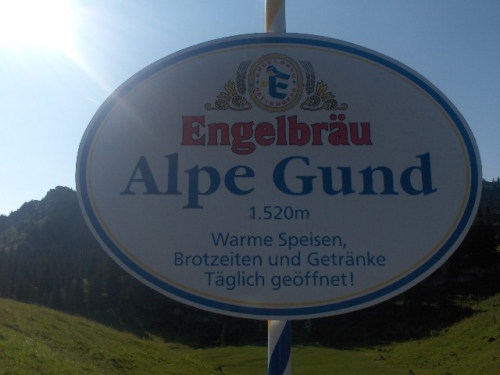 Engelbräu
Alpe Gund
1.520m
Warme Speisen,
Brotzeiten und Getränke
Täglich geöffnet!